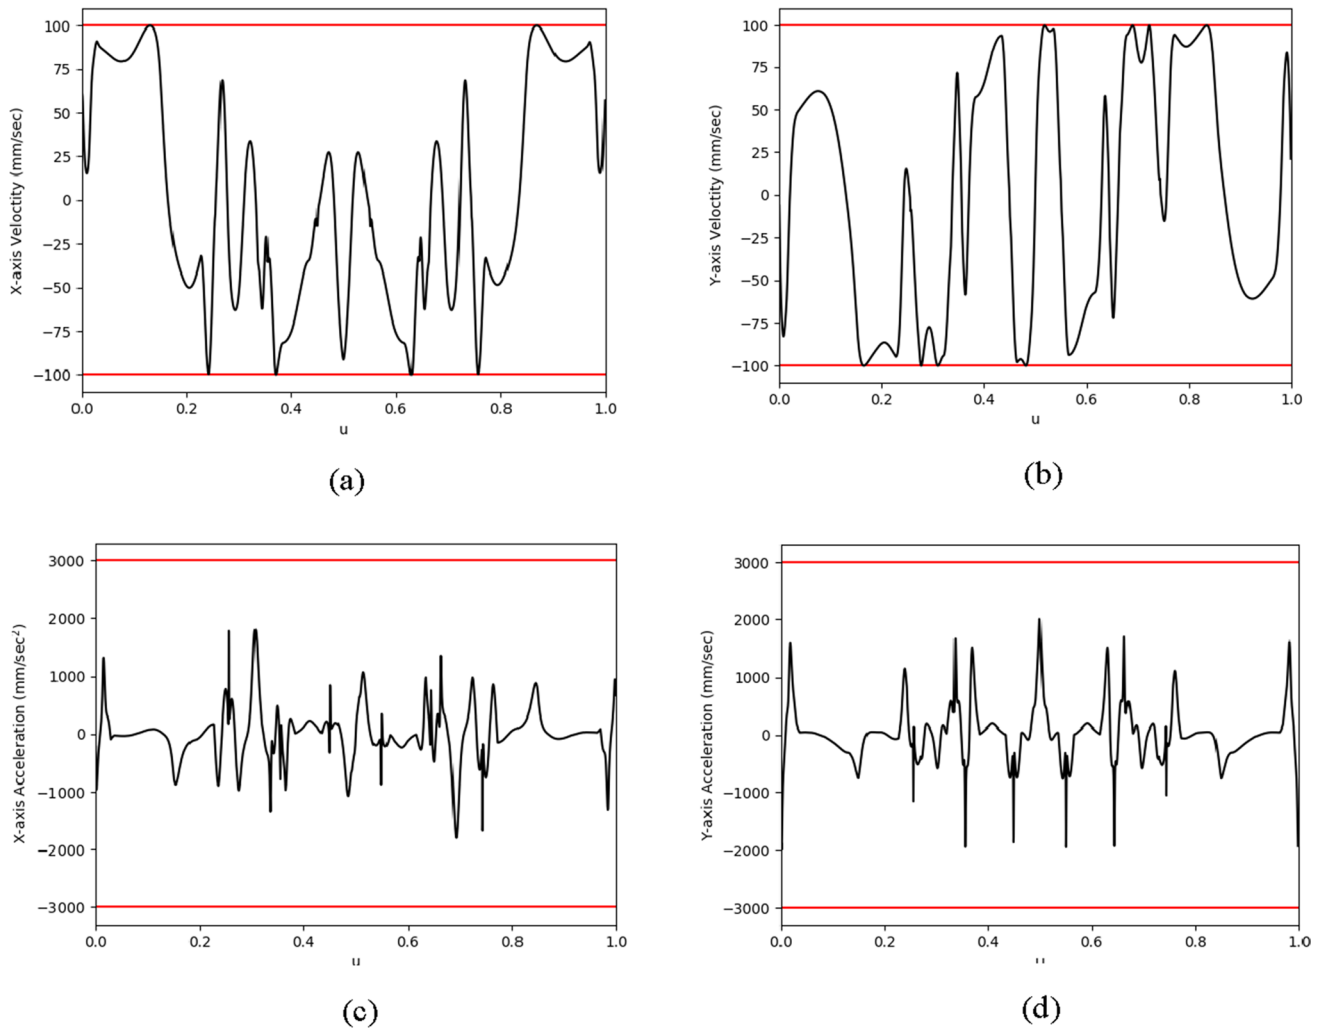 100
75
50
25
0
−25
−50
−75
−100
X-axis Veloctity (mm/sec)
0.0 0.2 0.4 0.6 0.8 1.0
u
(a)
100
75
50
25
0
−25
−50
−75
−100
Y-axis Velocity (mm/sec)
0.0 0.2 0.4 0.6 0.8 1.0
u
(b)
3000
2000
1000
0
−1000
−2000
−3000
X-axis Acceleration (mm/sec²)
0.0 0.2 0.4 0.6 0.8 1.0
u
(c)
3000
2000
1000
0
−1000
−2000
−3000
Y-axis Acceleration (mm/sec)
0.0 0.2 0.4 0.6 0.8 1.0
(d)